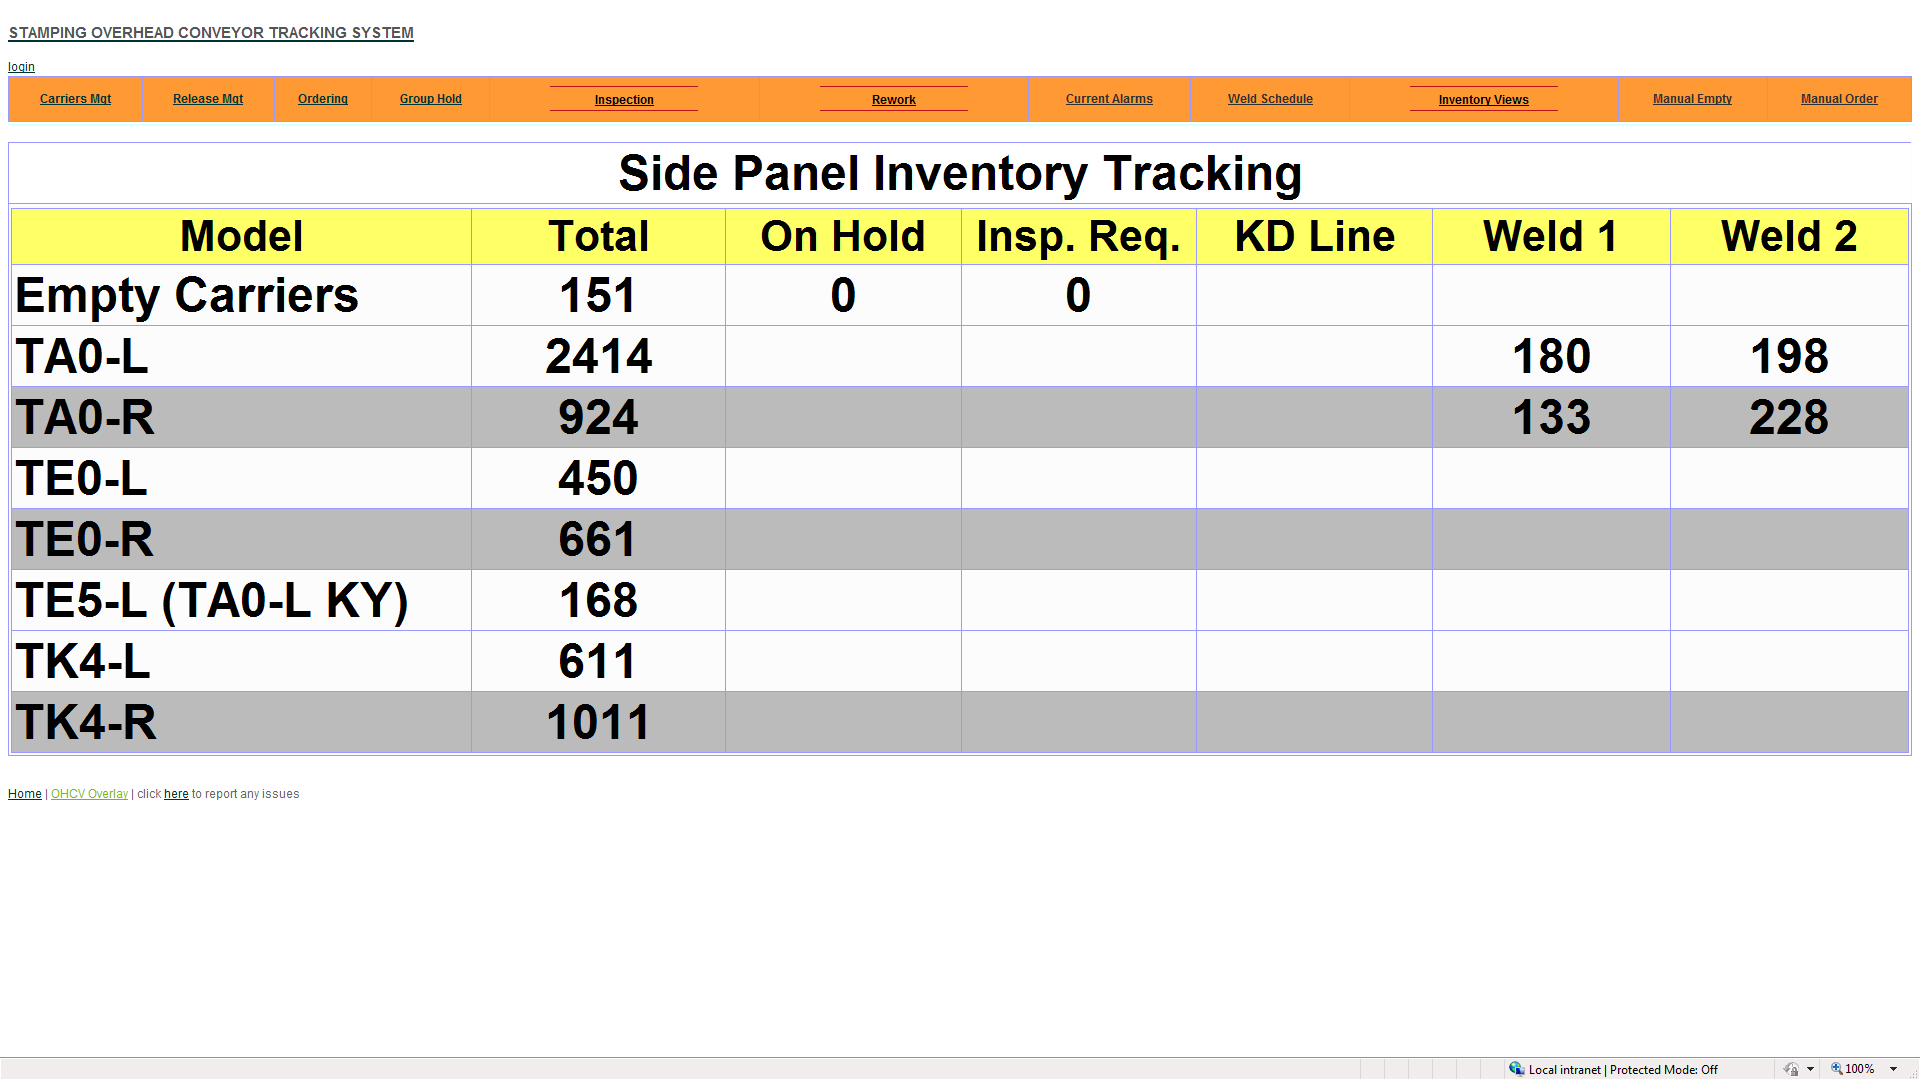 STAMPING OVERHEAD CONVEYOR TRACKING SYSTEM
login
Carriers Mgt Release Mgt Ordering Group Hold Inspection Rework Current Alarms Weld Schedule Inventory Views Manual Empty Manual Order
Side Panel Inventory Tracking
Model Total On Hold Insp. Req. KD Line Weld 1 Weld 2
Empty Carriers 151 0 0
TA0-L 2414 180 198
TA0-R 924 133 228
TE0-L 450
TE0-R 661
TE5-L (TA0-L KY) 168
TK4-L 611
TK4-R 1011
Home | OHCV Overlay | click here to report any issues
Local intranet | Protected Mode: Off 100%